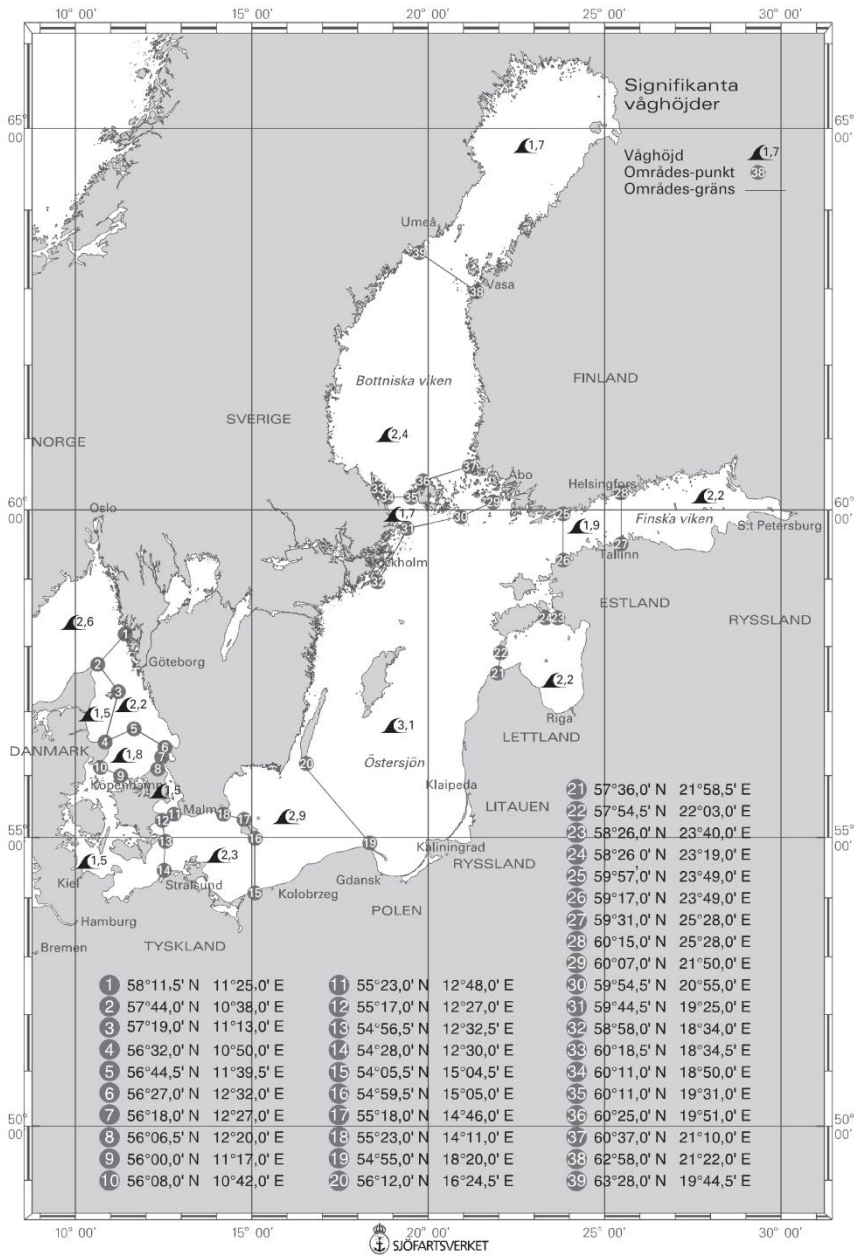 10° 00' 15° 00' 20° 00' 25° 00' 30° 00'
Signifikanta
våghöjder
65°
00'
65°
00'
1,7
Våghöjd 1,7
Områdes-punkt 38
Områdes-gräns
Umeå
39
Vasa
38
Bottniska viken
FINLAND
SVERIGE
2,4
NORGE
37
36 Åbo
33 34 35
Helsingfors
28
29
2,2
60°
00'
60°
00'
Oslo
1,7
30
25
Finska viken
31
1,9
S:t Petersburg
27
Stockholm
26
Tallinn
32
ESTLAND
RYSSLAND
24 23
2,6
1
Göteborg
22
2
21
2,2
3
2,2
1,5
Riga
5
3,1
LETTLAND
4
6
DANMARK
1,8
7
10 9 8
20
Östersjön
Köpenhamn
1,5
Klaipeda
Malmö
LITAUEN
12 11
18 17
2,9
55°
00'
55°
00'
13
16
19
Kaliningrad
1,5
2,3
RYSSLAND
14
Kiel
Stralsund
Gdansk
15
Kolobrzeg
POLEN
Hamburg
Bremen
TYSKLAND
1 58°11,5' N 11°25,0' E
2 57°44,0' N 10°38,0' E
3 57°19,0' N 11°13,0' E
4 56°32,0' N 10°50,0' E
5 56°44,5' N 11°39,5' E
6 56°27,0' N 12°32,0' E
7 56°18,0' N 12°27,0' E
8 56°06,5' N 12°20,0' E
9 56°00,0' N 11°17,0' E
10 56°08,0' N 10°42,0' E
11 55°23,0' N 12°48,0' E
12 55°17,0' N 12°27,0' E
13 54°56,5' N 12°32,5' E
14 54°28,0' N 12°30,0' E
15 54°05,5' N 15°04,5' E
16 54°59,5' N 15°05,0' E
17 55°18,0' N 14°46,0' E
18 55°23,0' N 14°11,0' E
19 54°55,0' N 18°20,0' E
20 56°12,0' N 16°24,5' E
21 57°36,0' N 21°58,5' E
22 57°54,5' N 22°03,0' E
23 58°26,0' N 23°40,0' E
24 58°26 0' N 23°19,0' E
25 59°57,0' N 23°49,0' E
26 59°17,0' N 23°49,0' E
27 59°31,0' N 25°28,0' E
28 60°15,0' N 25°28,0' E
29 60°07,0' N 21°50,0' E
30 59°54,5' N 20°55,0' E
31 59°44,5' N 19°25,0' E
32 58°58,0' N 18°34,0' E
33 60°18,5' N 18°34,5' E
34 60°11,0' N 18°50,0' E
35 60°11,0' N 19°31,0' E
36 60°25,0' N 19°51,0' E
37 60°37,0' N 21°10,0' E
38 62°58,0' N 21°22,0' E
39 63°28,0' N 19°44,5' E
50°
00'
50°
00'
10° 00' 15° 00' 20° 00' 25° 00' 30° 00'
SJÖFARTSVERKET